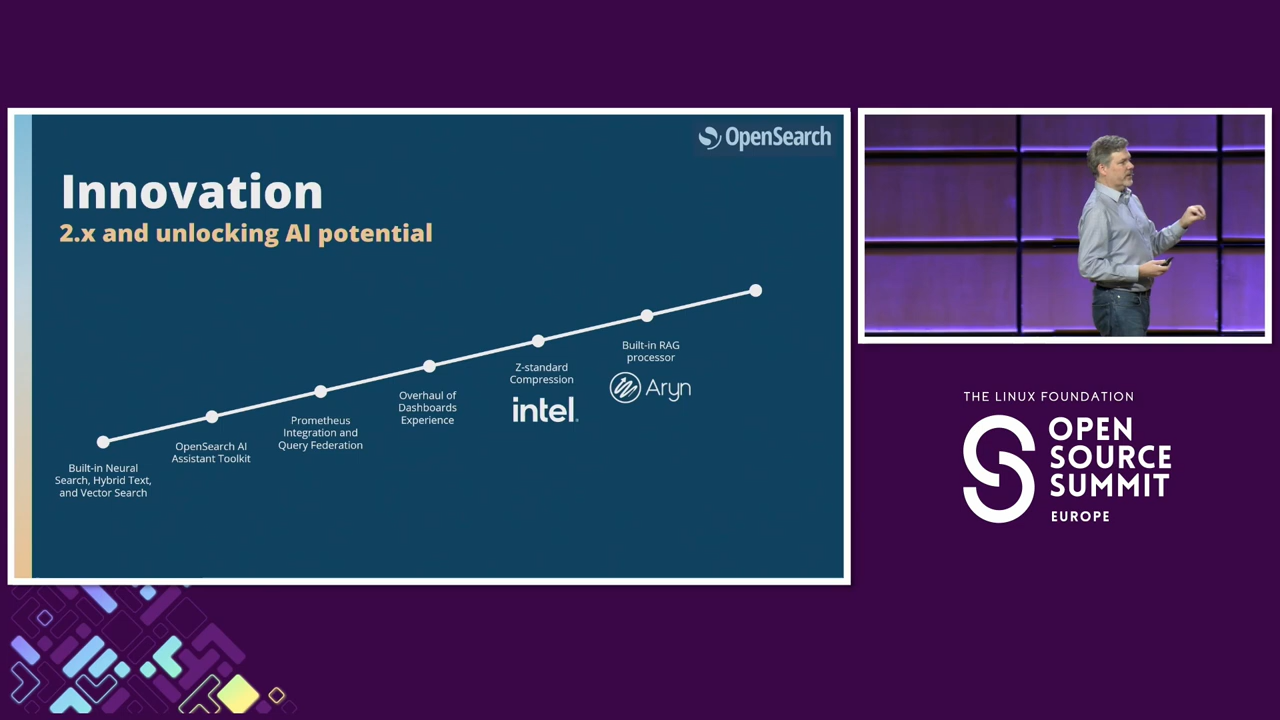 OpenSearch
Innovation
2.x and unlocking AI potential
Built-in Neural
Search, Hybrid Text,
and Vector Search
OpenSearch AI
Assistant Toolkit
Prometheus
Integration and
Query Federation
Overhaul of
Dashboards
Experience
Z-standard
Compression
intel.
Built-in RAG
processor
Aryn
THE LINUX FOUNDATION
OPEN
SOURCE
SUMMIT
EUROPE